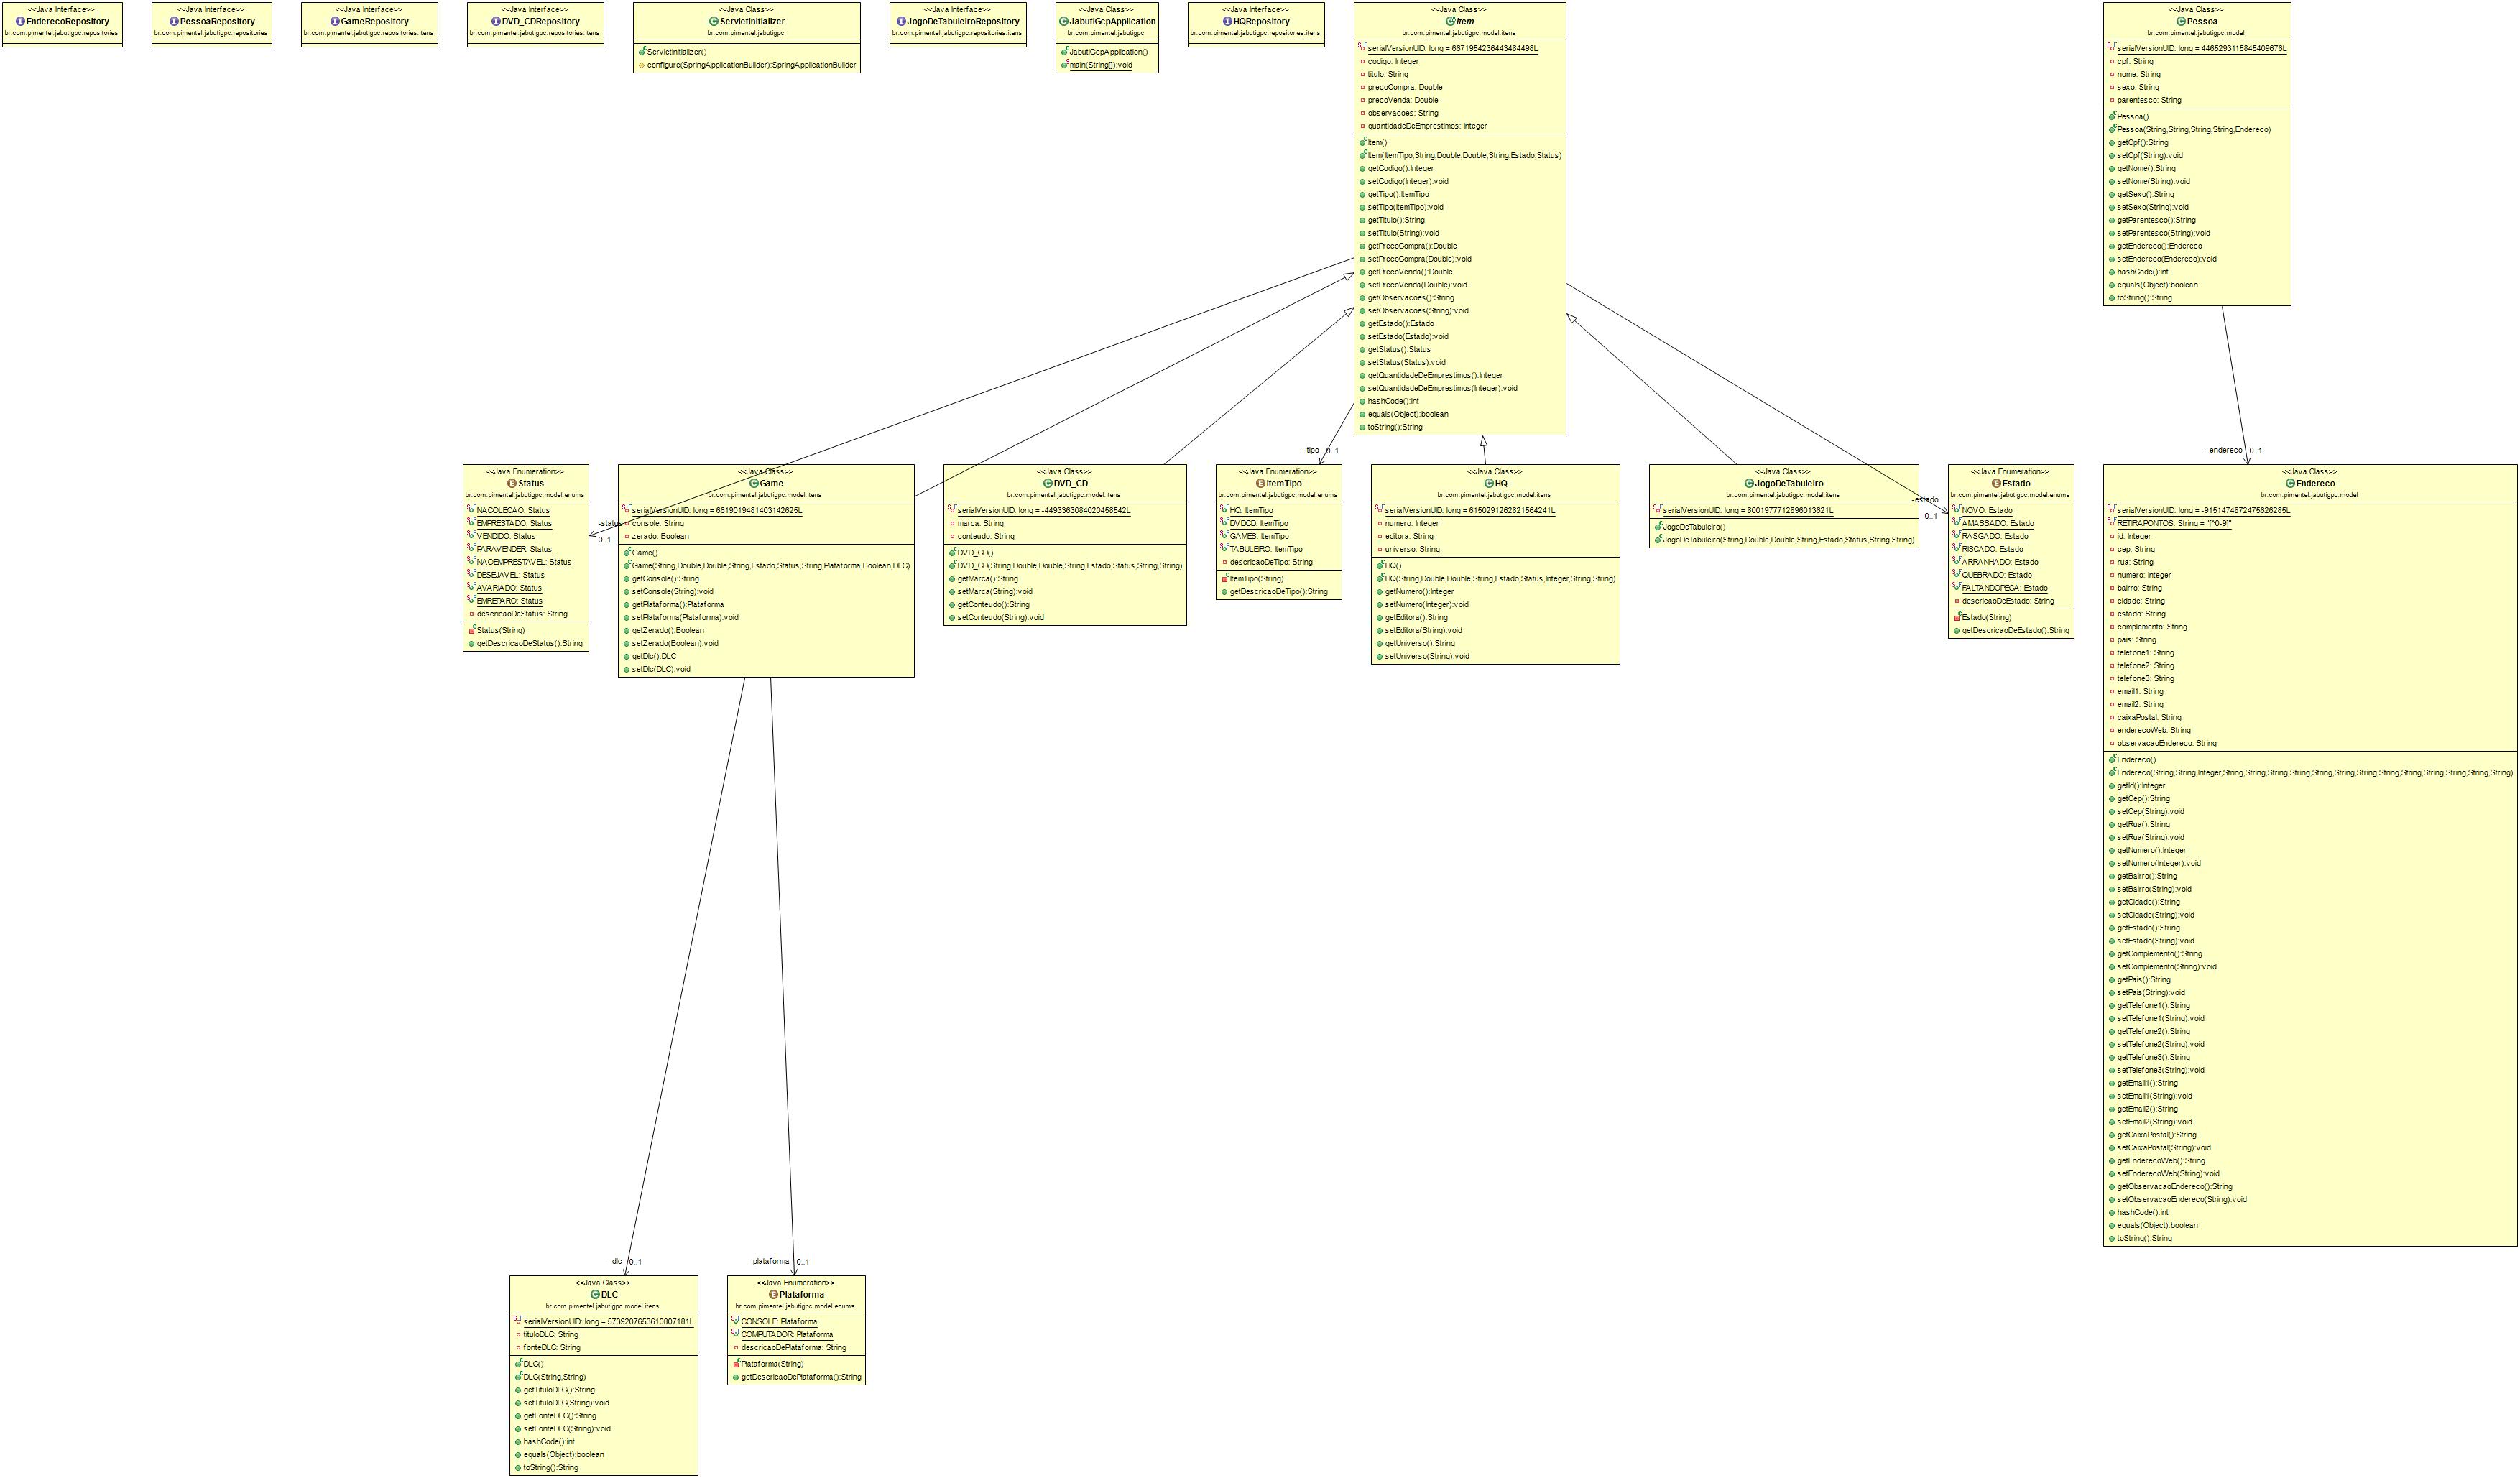 <<Java Interface>>
EnderecoRepository
br.com.pimentel.jabutigpc.repositories
<<Java Interface>>
PessoaRepository
br.com.pimentel.jabutigpc.repositories
<<Java Interface>>
GameRepository
br.com.pimentel.jabutigpc.repositories.itens
<<Java Interface>>
DVD_CDRepository
br.com.pimentel.jabutigpc.repositories.itens
<<Java Class>>
ServletInitializer
br.com.pimentel.jabutigpc
ServletInitializer()
configure(SpringApplicationBuilder):SpringApplicationBuilder
<<Java Interface>>
JogoDeTabuleiroRepository
br.com.pimentel.jabutigpc.repositories.itens
<<Java Class>>
JabutiGcpApplication
br.com.pimentel.jabutigpc
JabutiGcpApplication()
main(String[]):void
<<Java Interface>>
HQRepository
br.com.pimentel.jabutigpc.repositories.itens
<<Java Class>>
Item
br.com.pimentel.jabutigpc.model.itens
serialVersionUID: long = 6671954236443484498L
codigo: Integer
titulo: String
precoCompra: Double
precoVenda: Double
observacoes: String
quantidadeDeEmprestimos: Integer
Item()
Item(ItemTipo,String,Double,Double,String,Estado,Status)
getCodigo():Integer
setCodigo(Integer):void
getTipo():ItemTipo
setTipo(ItemTipo):void
getTitulo():String
setTitulo(String):void
getPrecoCompra():Double
setPrecoCompra(Double):void
getPrecoVenda():Double
setPrecoVenda(Double):void
getObservacoes():String
setObservacoes(String):void
getEstado():Estado
setEstado(Estado):void
getStatus():Status
setStatus(Status):void
getQuantidadeDeEmprestimos():Integer
setQuantidadeDeEmprestimos(Integer):void
hashCode():int
equals(Object):boolean
toString():String
<<Java Class>>
Pessoa
br.com.pimentel.jabutigpc.model
serialVersionUID: long = 4465293115845409676L
cpf: String
nome: String
sexo: String
parentesco: String
Pessoa()
Pessoa(String,String,String,String,Endereco)
getCpf():String
setCpf(String):void
getNome():String
setNome(String):void
getSexo():String
setSexo(String):void
getParentesco():String
setParentesco(String):void
getEndereco():Endereco
setEndereco(Endereco):void
hashCode():int
equals(Object):boolean
toString():String
-tipo 0..1
-endereco 0..1
<<Java Enumeration>>
Status
br.com.pimentel.jabutigpc.model.enums
NACOLECAO: Status
EMPRESTADO: Status
VENDIDO: Status
PARAVENDER: Status
NAOEMPRESTAVEL: Status
DESEJAVEL: Status
AVARIADO: Status
EMREPARO: Status
descricaoDeStatus: String
Status(String)
getDescricaoDeStatus():String
-status
0..1
<<Java Class>>
Game
br.com.pimentel.jabutigpc.model.itens
serialVersionUID: long = 6619019481403142625L
console: String
zerado: Boolean
Game()
Game(String,Double,Double,String,Estado,Status,String,Plataforma,Boolean,DLC)
getConsole():String
setConsole(String):void
getPlataforma():Plataforma
setPlataforma(Plataforma):void
getZerado():Boolean
setZerado(Boolean):void
getDlc():DLC
setDlc(DLC):void
<<Java Class>>
DVD_CD
br.com.pimentel.jabutigpc.model.itens
serialVersionUID: long = -4493363084020458542L
marca: String
conteudo: String
DVD_CD()
DVD_CD(String,Double,Double,String,Estado,Status,String,String)
getMarca():String
setMarca(String):void
getConteudo():String
setConteudo(String):void
<<Java Enumeration>>
ItemTipo
br.com.pimentel.jabutigpc.model.enums
HQ: ItemTipo
DVDCD: ItemTipo
GAMES: ItemTipo
TABULEIRO: ItemTipo
descricaoDeTipo: String
ItemTipo(String)
getDescricaoDeTipo():String
<<Java Class>>
HQ
br.com.pimentel.jabutigpc.model.itens
serialVersionUID: long = 6150291262821564241L
numero: Integer
editora: String
universo: String
HQ()
HQ(String,Double,Double,String,Estado,Status,Integer,String,String)
getNumero():Integer
setNumero(Integer):void
getEditora():String
setEditora(String):void
getUniverso():String
setUniverso(String):void
<<Java Class>>
JogoDeTabuleiro
br.com.pimentel.jabutigpc.model.itens
serialVersionUID: long = 8001977712896013621L
JogoDeTabuleiro()
JogoDeTabuleiro(String,Double,Double,String,Estado,Status,String,String)
-estado
0..1
<<Java Enumeration>>
Estado
br.com.pimentel.jabutigpc.model.enums
NOVO: Estado
AMASSADO: Estado
RASGADO: Estado
RISCADO: Estado
ARRANHADO: Estado
QUEBRADO: Estado
FALTANDOPECA: Estado
descricaoDeEstado: String
Estado(String)
getDescricaoDeEstado():String
<<Java Class>>
Endereco
br.com.pimentel.jabutigpc.model
serialVersionUID: long = -9151474872475626285L
RETIRAPONTOS: String = "[^0-9]"
id: Integer
cep: String
rua: String
numero: Integer
bairro: String
cidade: String
estado: String
complemento: String
pais: String
telefone1: String
telefone2: String
telefone3: String
email1: String
email2: String
caixaPostal: String
enderecoWeb: String
observacaoEndereco: String
Endereco()
Endereco(String,String,Integer,String,String,String,String,String,String,String,String,String,String,String,String,String)
getId():Integer
getCep():String
setCep(String):void
getRua():String
setRua(String):void
getNumero():Integer
setNumero(Integer):void
getBairro():String
setBairro(String):void
getCidade():String
setCidade(String):void
getEstado():String
setEstado(String):void
getComplemento():String
setComplemento(String):void
getPais():String
setPais(String):void
getTelefone1():String
setTelefone1(String):void
getTelefone2():String
setTelefone2(String):void
getTelefone3():String
setTelefone3(String):void
getEmail1():String
setEmail1(String):void
getEmail2():String
setEmail2(String):void
getCaixaPostal():String
setCaixaPostal(String):void
getEnderecoWeb():String
setEnderecoWeb(String):void
getObservacaoEndereco():String
setObservacaoEndereco(String):void
hashCode():int
equals(Object):boolean
toString():String
-dlc 0..1
-plataforma 0..1
<<Java Class>>
DLC
br.com.pimentel.jabutigpc.model.itens
serialVersionUID: long = 5739207653610807181L
tituloDLC: String
fonteDLC: String
DLC()
DLC(String,String)
getTituloDLC():String
setTituloDLC(String):void
getFonteDLC():String
setFonteDLC(String):void
hashCode():int
equals(Object):boolean
toString():String
<<Java Enumeration>>
Plataforma
br.com.pimentel.jabutigpc.model.enums
CONSOLE: Plataforma
COMPUTADOR: Plataforma
descricaoDePlataforma: String
Plataforma(String)
getDescricaoDePlataforma():String